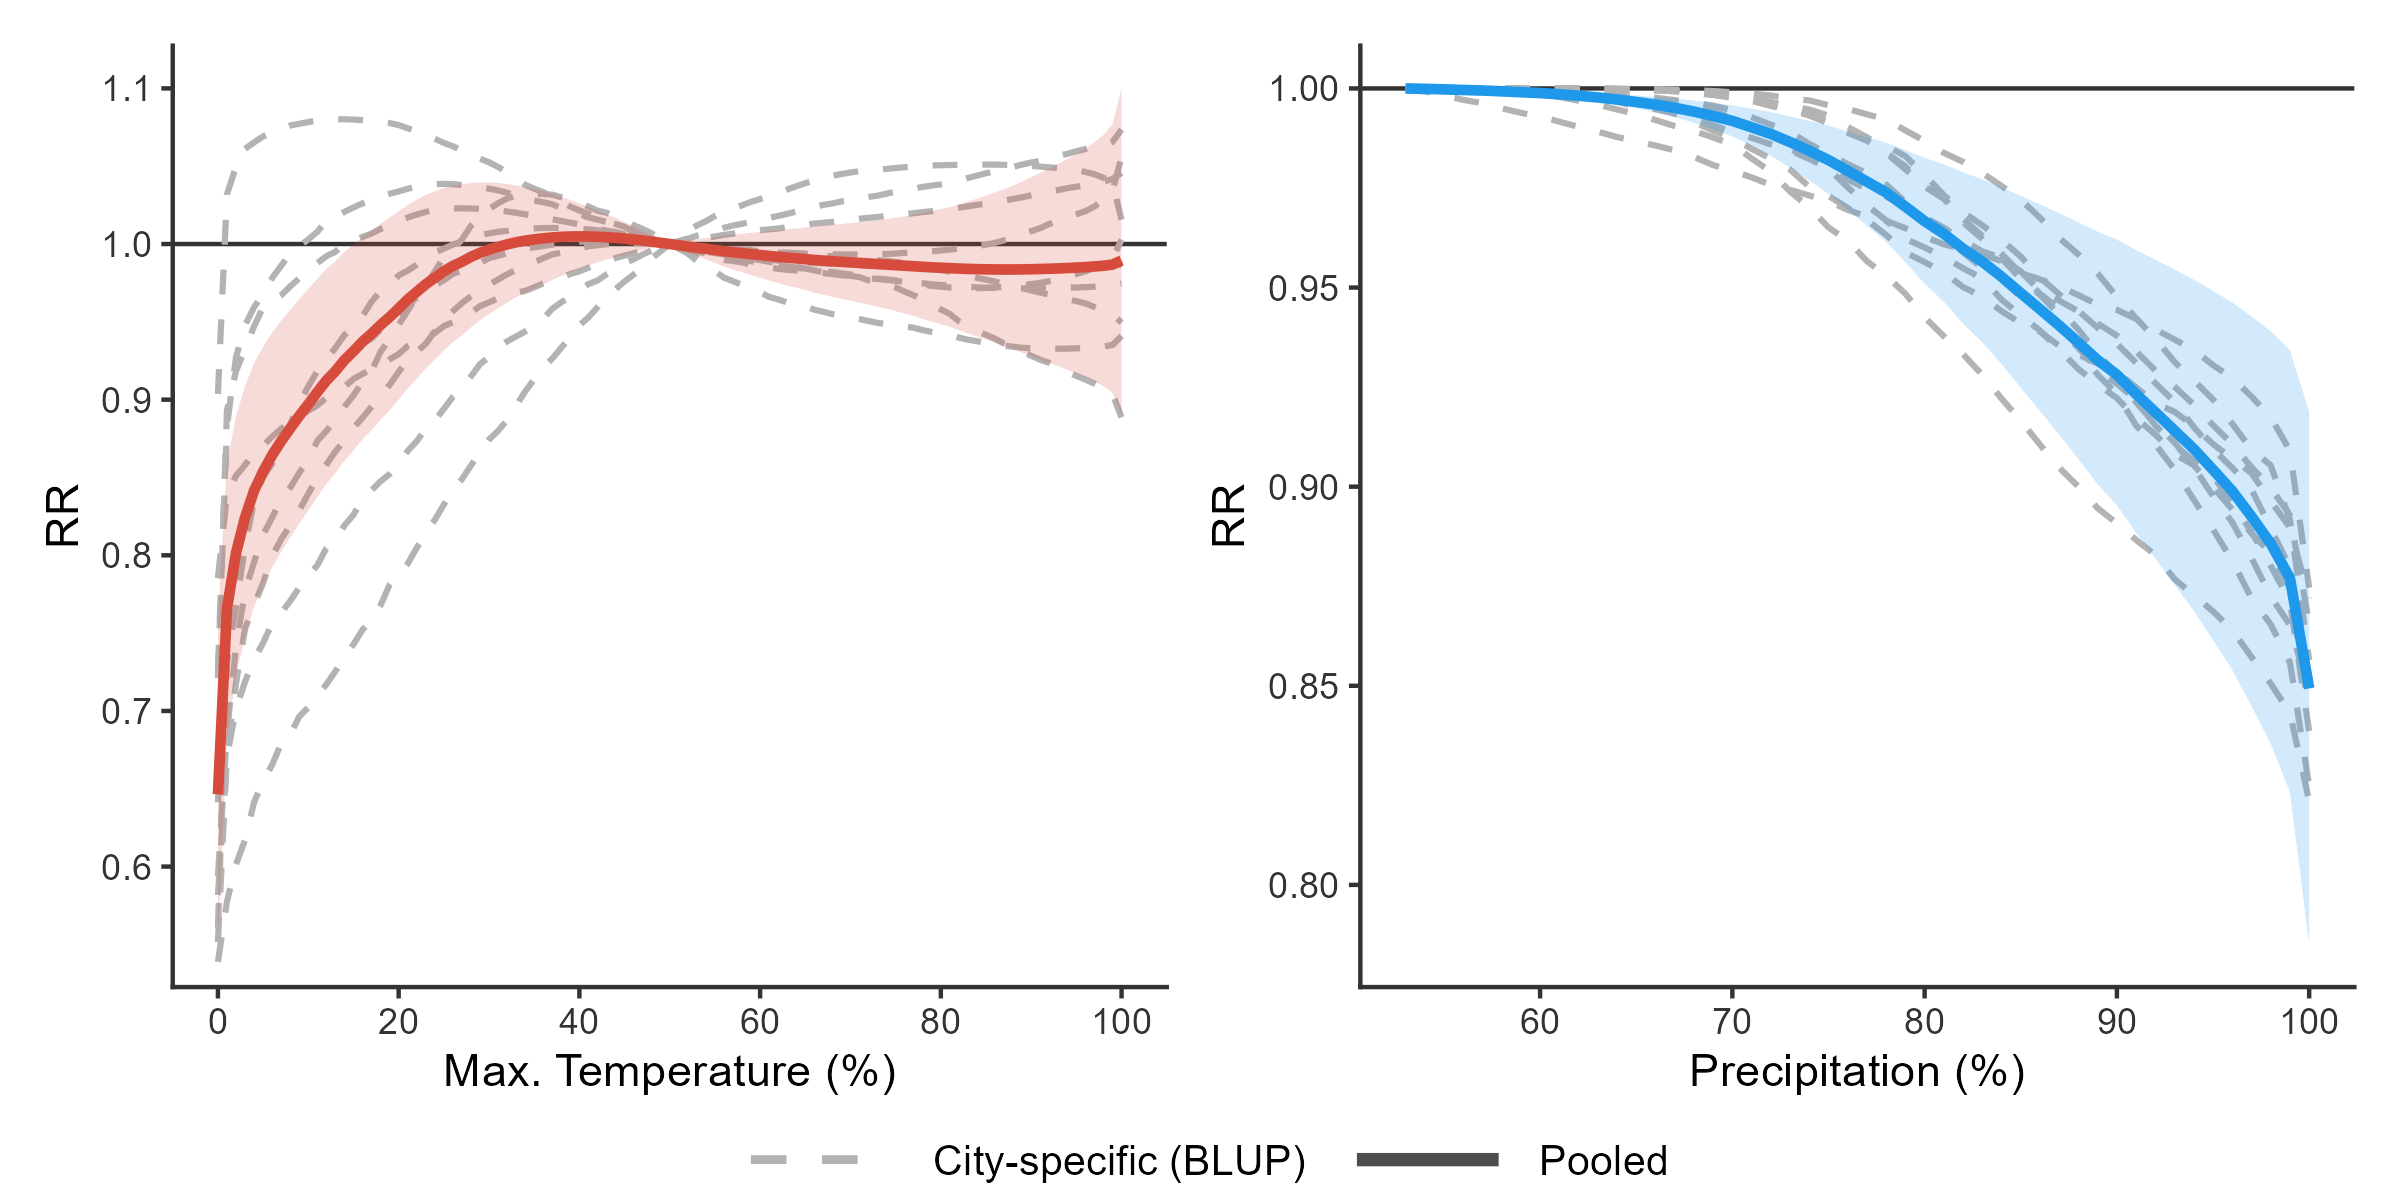 1.1
1.0
0.9
0.8
0.7
0.6
RR
0 20 40 60 80 100
Max. Temperature (%)
1.00
0.95
0.90
0.85
0.80
RR
60 70 80 90 100
Precipitation (%)
City-specific (BLUP) Pooled